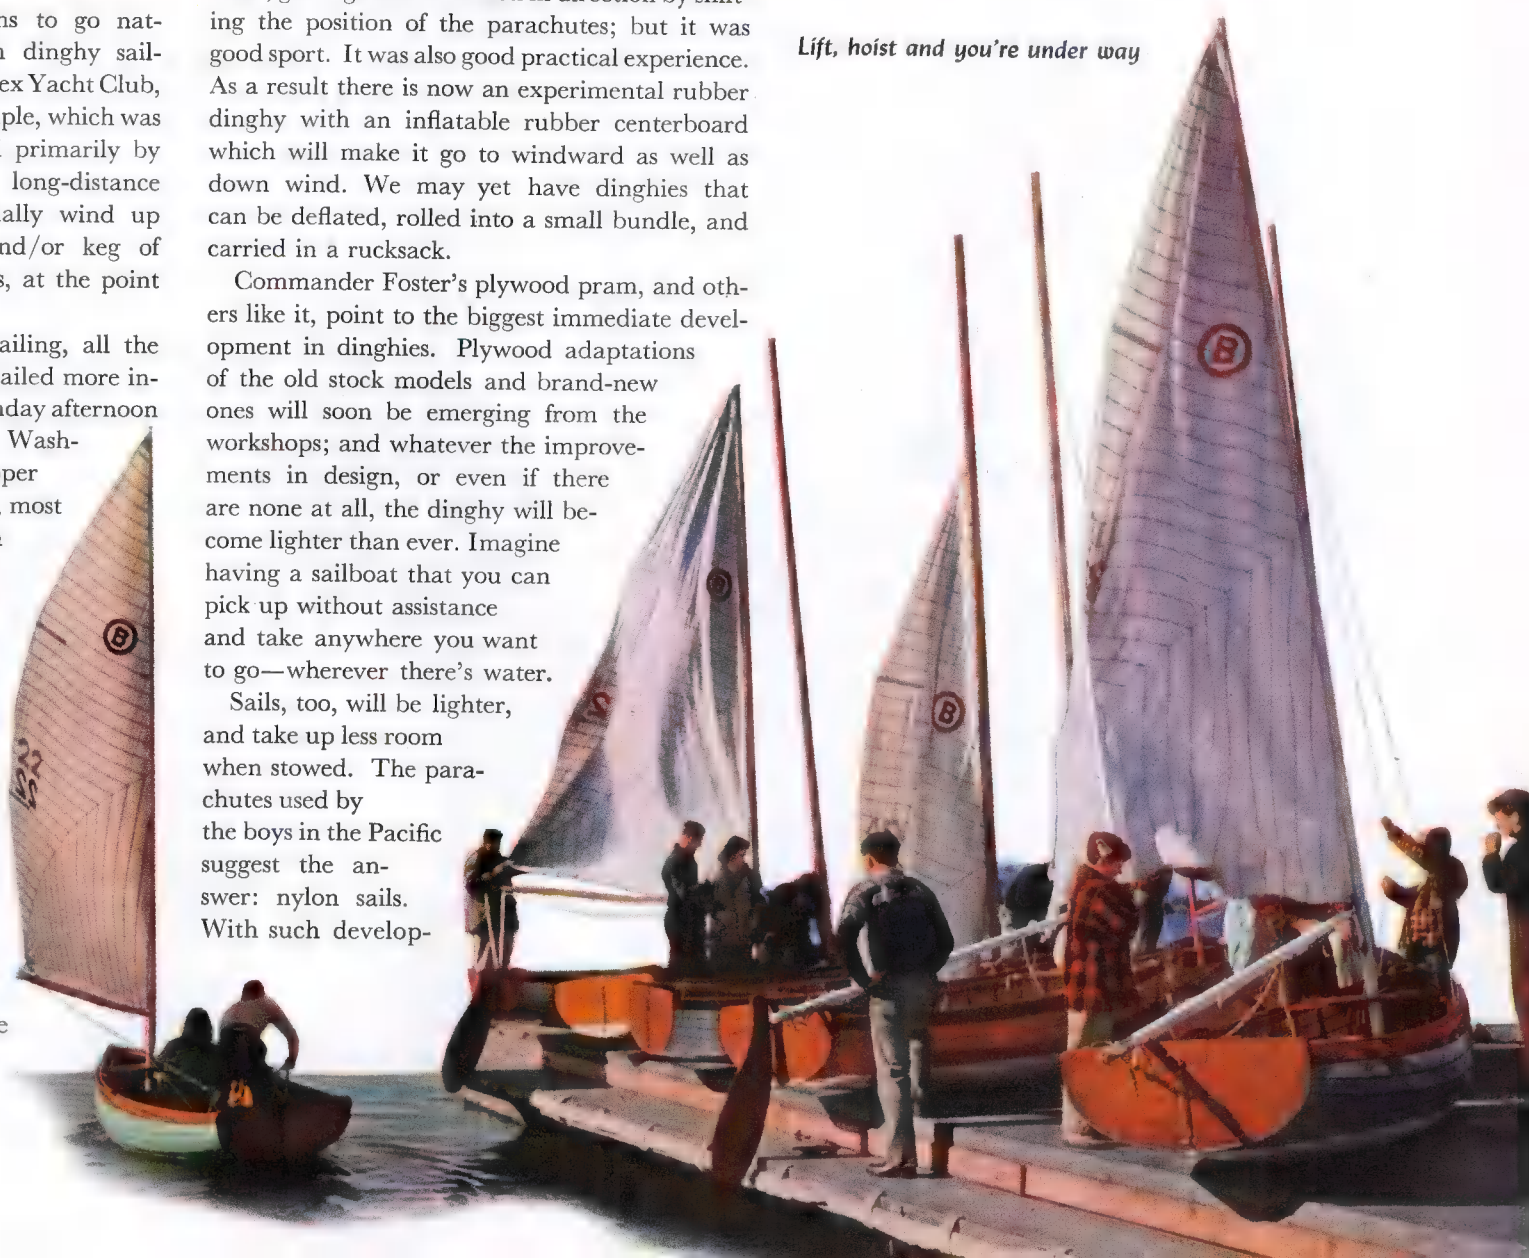 ns to go nat-
dinghy sail-
ex Yacht Club,
ple, which was
primarily by
long-distance
ally wind up
nd/or keg of
s, at the point
ailing, all the
ailed more in-
day afternoon
Wash-
per
most
e
ing the position of the parachutes; but it was
good sport. It was also good practical experience.
As a result there is now an experimental rubber
dinghy with an inflatable rubber centerboard
which will make it go to windward as well as
down wind. We may yet have dinghies that
can be deflated, rolled into a small bundle, and
carried in a rucksack.
Commander Foster's plywood pram, and oth-
ers like it, point to the biggest immediate devel-
opment in dinghies. Plywood adaptations
of the old stock models and brand-new
ones will soon be emerging from the
workshops; and whatever the improve-
ments in design, or even if there
are none at all, the dinghy will be-
come lighter than ever. Imagine
having a sailboat that you can
pick up without assistance
and take anywhere you want
to go—wherever there's water.
Sails, too, will be lighter,
and take up less room
when stowed. The para-
chutes used by
the boys in the Pacific
suggest the an-
swer: nylon sails.
With such develop-
Lift, hoist and you're under way
B
22
B
S
B
B